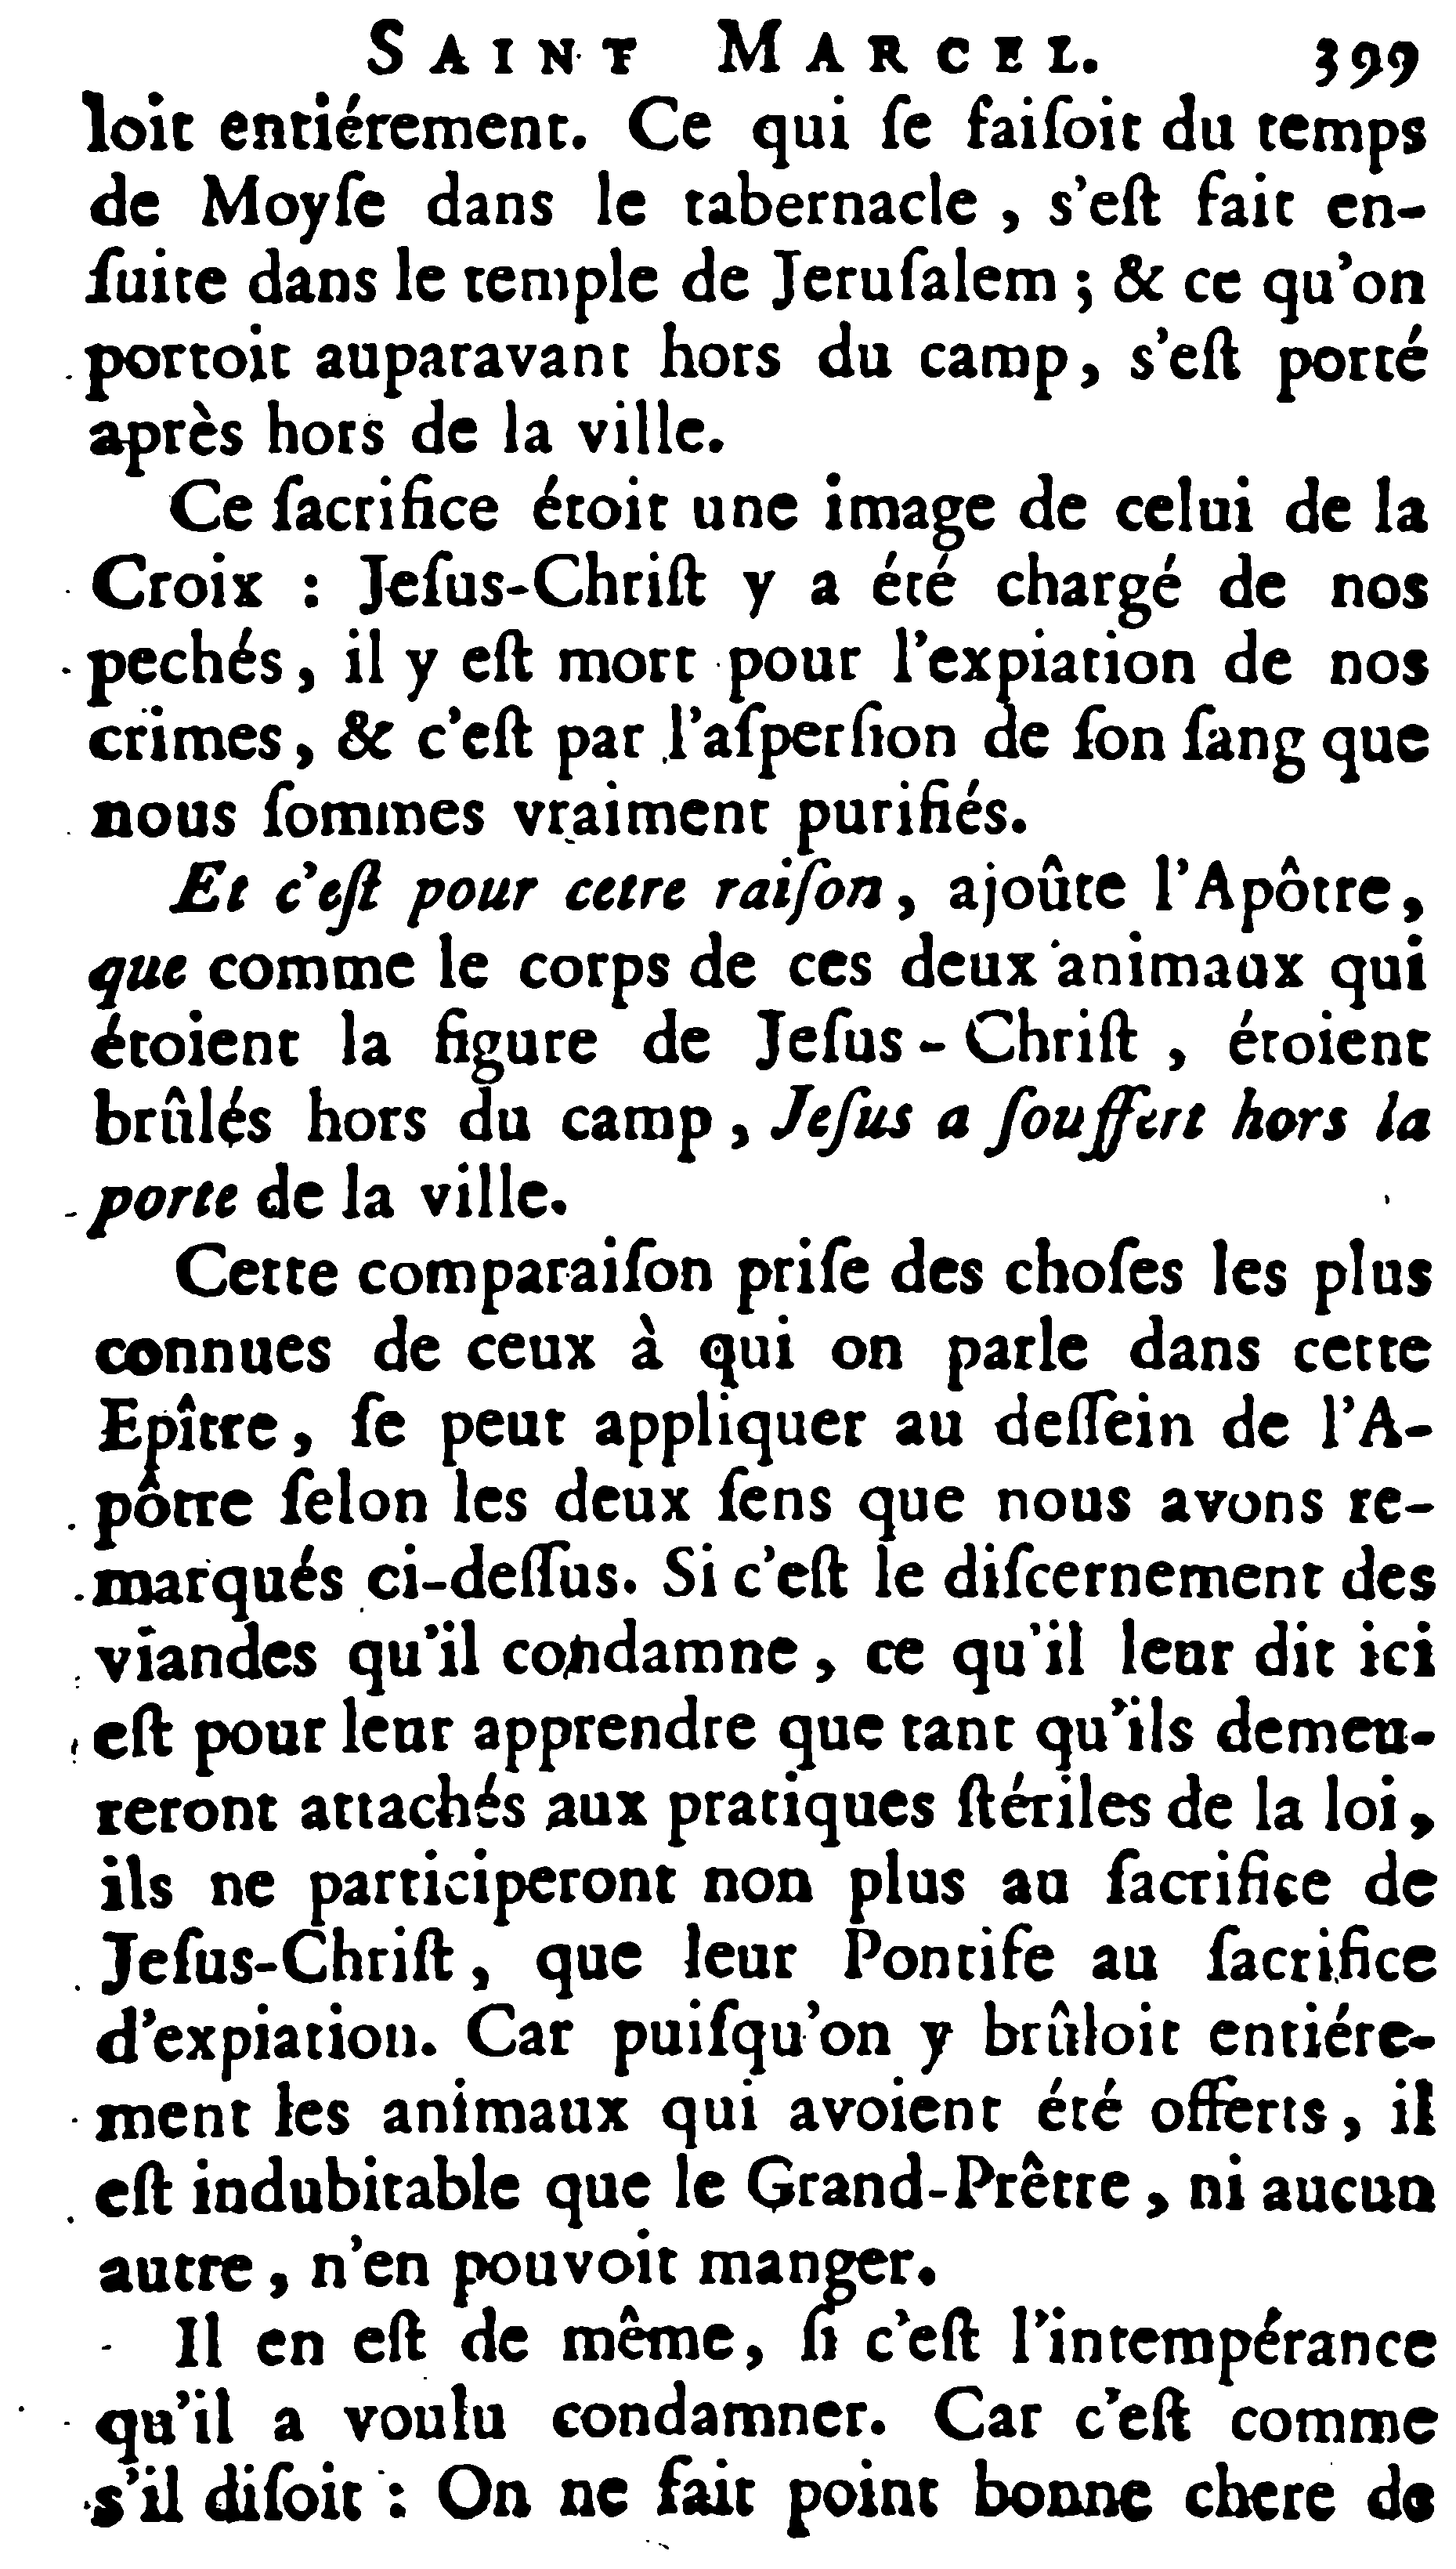 SAINT MARCEL. 399
loit entiérement. Ce qui ſe faiſoit du temps
de Moyſe dans le tabernacle, s'eſt fait en-
ſuite dans le temple de Jeruſalem ; & ce qu'on
portoit auparavant hors du camp, s'eſt porté
après hors de la ville.
Ce ſacrifice étoit une image de celui de la
Croix : Jeſus-Chriſt y a été chargé de nos
pechés, il y eſt mort pour l'expiation de nos
crimes, & c'eſt par l'aſperſion de ſon ſang que
nous ſommes vraiment purifiés.
Et c'eſt pour cette raiſon, ajoûte l'Apôtre,
que comme le corps de ces deux animaux qui
étoient la figure de Jeſus-Chriſt, étoient
brûlés hors du camp, Jeſus a ſouffert hors la
porte de la ville.
Cette comparaiſon priſe des choſes les plus
connues de ceux à qui on parle dans cette
Epître, ſe peut appliquer au deſſein de l'A-
pôtre ſelon les deux ſens que nous avons re-
marqués ci-deſſus. Si c'eſt le diſcernement des
viandes qu'il condamne, ce qu'il leur dit ici
eſt pour leur apprendre que tant qu'ils demeu-
reront attachés aux pratiques ſtériles de la loi,
ils ne participeront non plus au ſacrifice de
Jeſus-Chriſt, que leur Pontife au ſacrifice
d'expiation. Car puiſqu'on y brûloit entiére-
ment les animaux qui avoient été offerts, il
eſt indubitable que le Grand-Prêtre, ni aucun
autre, n'en pouvoit manger.
Il en eſt de même, ſi c'eſt l'intempérance
qu'il a voulu condamner. Car c'eſt comme
s'il diſoit : On ne fait point bonne chere de